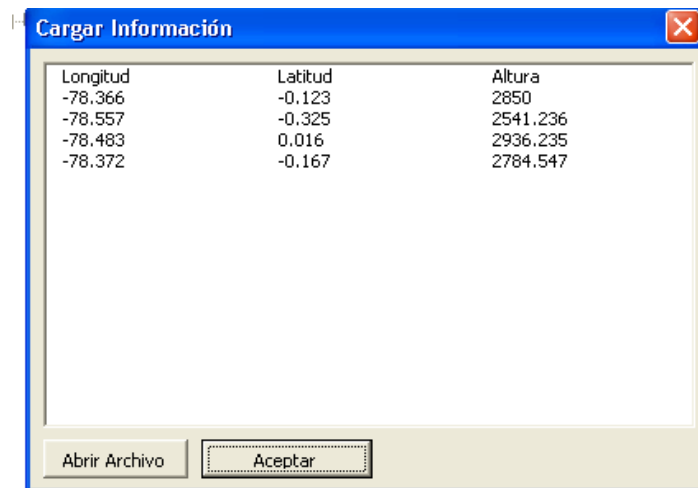 Cargar Información
Longitud Latitud Altura
-78.366 -0.123 2850
-78.557 -0.325 2541.236
-78.483 0.016 2936.235
-78.372 -0.167 2784.547
Abrir Archivo Aceptar